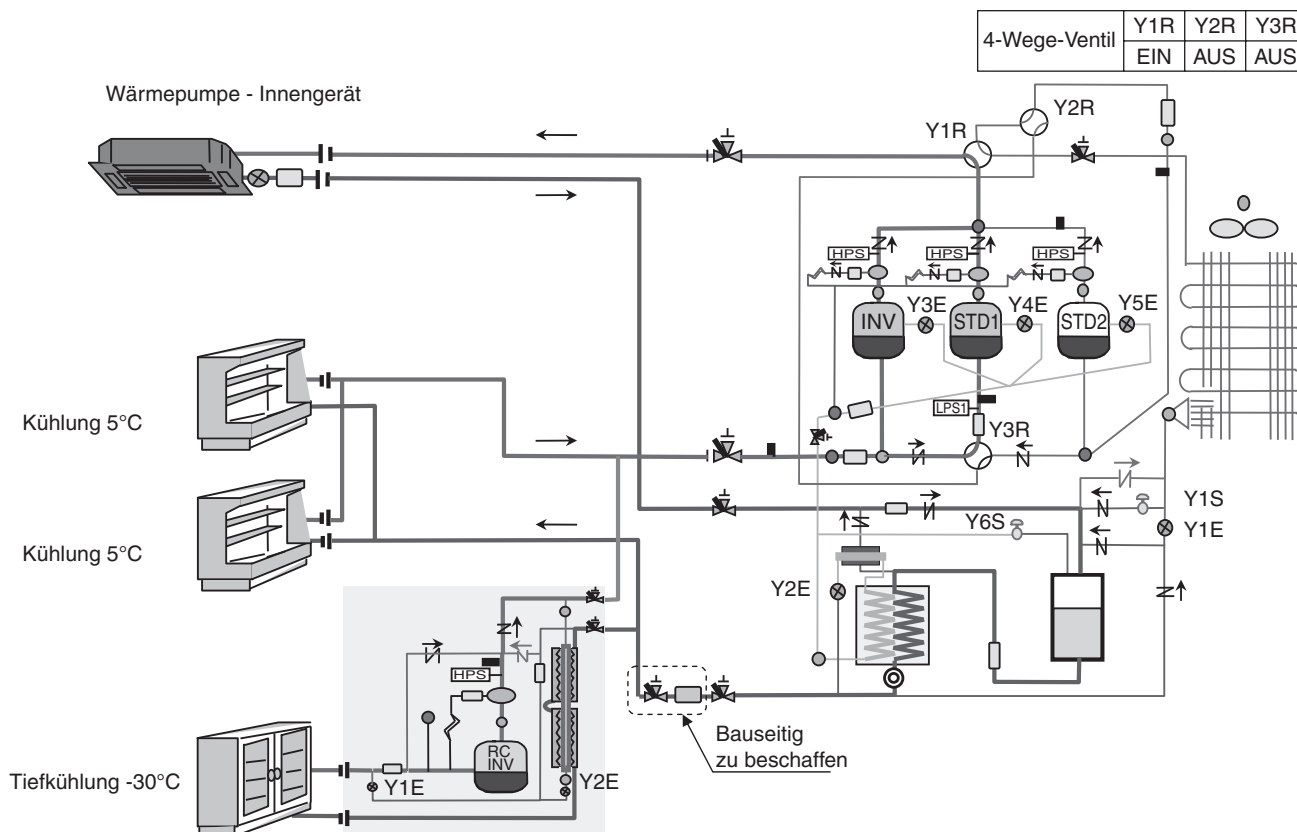 4-Wege-Ventil Y1R Y2R Y3R
EIN AUS AUS
Wärmepumpe - Innengerät
Y2R
Y1R
HPS HPS HPS
Y3E Y4E Y5E
INV STD1 STD2
LPS1
Y3R
Kühlung 5°C
Y1S
Y6S
Y1E
Kühlung 5°C
Y2E
HPS
Bauseitig
zu beschaffen
RC
INV
Tiefkühlung -30°C
Y1E Y2E